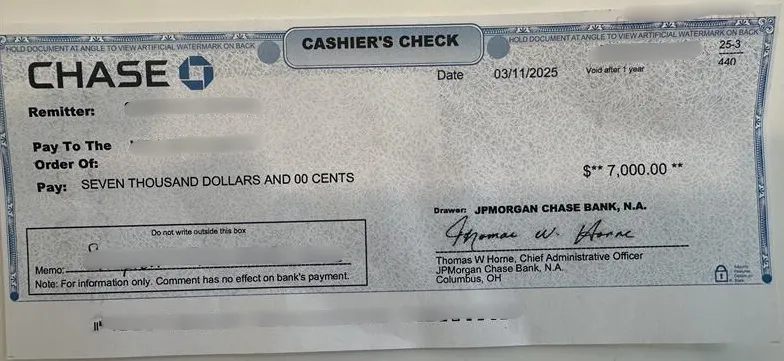 HOLD DOCUMENT AT ANGLE TO VIEW ARTIFICIAL WATERMARK ON BACK
CASHIER'S CHECK
HOLD DOCUMENT AT ANGLE TO VIEW ARTIFICIAL WATERMARK ON BACK
25-3
440
CHASE
Date 03/11/2025
Void after 1 year
Remitter:
Pay To The
Order Of:
Pay: SEVEN THOUSAND DOLLARS AND 00 CENTS
$** 7,000.00 **
Drawer: JPMORGAN CHASE BANK, N.A.
Thomas W. Horne
Thomas W Horne, Chief Administrative Officer
JPMorgan Chase Bank, N.A.
Columbus, OH
Do not write outside this box
Memo:
Note: For information only. Comment has no effect on bank's payment.